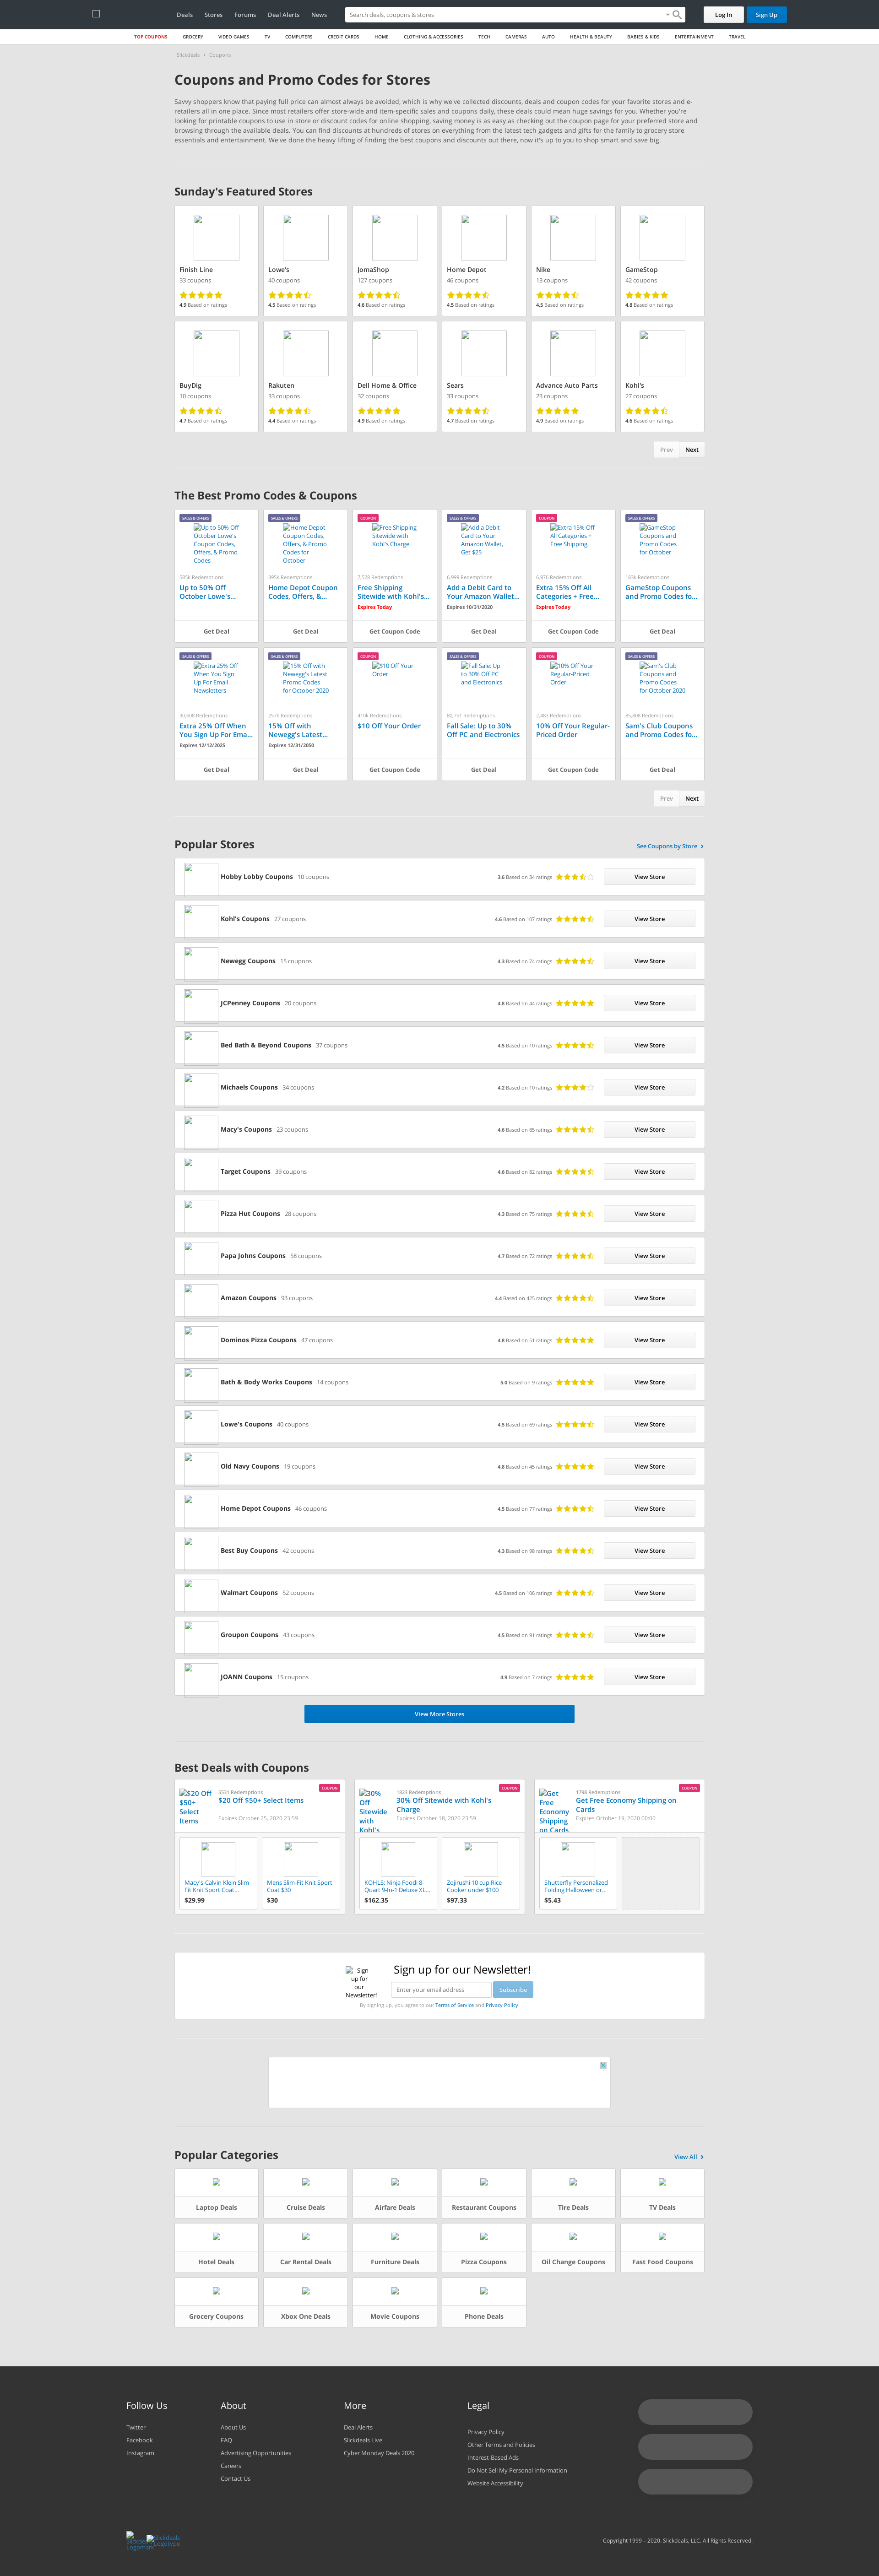 Deals Stores Forums Deal Alerts News
Search deals, coupons & stores
Log In
Sign Up
TOP COUPONS GROCERY VIDEO GAMES TV COMPUTERS CREDIT CARDS HOME CLOTHING & ACCESSORIES TECH CAMERAS AUTO HEALTH & BEAUTY BABIES & KIDS ENTERTAINMENT TRAVEL
Slickdeals › Coupons
Coupons and Promo Codes for Stores
Savvy shoppers know that paying full price can almost always be avoided, which is why we've collected discounts, deals and coupon codes for your favorite stores and e-
retailers all in one place. Since most retailers offer store-wide and item-specific sales and coupons daily, these deals could mean huge savings for you. Whether you're
looking for printable coupons to use in store or discount codes for online shopping, saving money is as easy as checking out the coupon page for your preferred store and
browsing through the available deals. You can find discounts at hundreds of stores on everything from the latest tech gadgets and gifts for the family to every day grocery
essentials and entertainment. We've done the heavy lifting of finding the best coupons and discounts out there, now it's up to you to shop smart and save big.
Sunday's Featured Stores
Finish Line
33 coupons
4.9 Based on ratings
Lowe's
40 coupons
4.5 Based on ratings
JomaShop
127 coupons
4.6 Based on ratings
Home Depot
46 coupons
4.5 Based on ratings
Nike
13 coupons
4.5 Based on ratings
GameStop
42 coupons
4.8 Based on ratings
BuyDig
10 coupons
4.7 Based on ratings
Rakuten
33 coupons
4.4 Based on ratings
Dell Home & Office
32 coupons
4.9 Based on ratings
Sears
33 coupons
4.7 Based on ratings
Advance Auto Parts
23 coupons
4.9 Based on ratings
Kohl's
27 coupons
4.6 Based on ratings
Prev Next
The Best Promo Codes & Coupons
SALES & OFFERS
Up to 50% Off
October Lowe's
Coupon Codes,
Offers, & Promo
Codes
585k Redemptions
Up to 50% Off
October Lowe's...
Get Deal
SALES & OFFERS
Home Depot
Coupon Codes,
Offers, & Promo
Codes for
October
395k Redemptions
Home Depot Coupon
Codes, Offers, &...
Get Deal
COUPON
Free Shipping
Sitewide with
Kohl's Charge
7,528 Redemptions
Free Shipping
Sitewide with Kohl's...
Expires Today
Get Coupon Code
SALES & OFFERS
Add a Debit
Card to Your
Amazon Wallet,
Get $25
6,999 Redemptions
Add a Debit Card to
Your Amazon Wallet...
Expires 10/31/2020
Get Deal
COUPON
Extra 15% Off
All Categories +
Free Shipping
6,976 Redemptions
Extra 15% Off All
Categories + Free...
Expires Today
Get Coupon Code
SALES & OFFERS
GameStop
Coupons and
Promo Codes
for October
183k Redemptions
GameStop Coupons
and Promo Codes fo...
Get Deal
SALES & OFFERS
Extra 25% Off
When You Sign
Up For Email
Newsletters
30,608 Redemptions
Extra 25% Off When
You Sign Up For Ema...
Expires 12/12/2025
Get Deal
SALES & OFFERS
15% Off with
Newegg's Latest
Promo Codes
for October 2020
257k Redemptions
15% Off with
Newegg's Latest...
Expires 12/31/2050
Get Deal
COUPON
$10 Off Your
Order
410k Redemptions
$10 Off Your Order
Get Coupon Code
SALES & OFFERS
Fall Sale: Up
to 30% Off PC
and Electronics
80,751 Redemptions
Fall Sale: Up to 30%
Off PC and Electronics
Get Deal
COUPON
10% Off Your
Regular-Priced
Order
2,483 Redemptions
10% Off Your Regular-
Priced Order
Get Coupon Code
SALES & OFFERS
Sam's Club
Coupons and
Promo Codes
for October 2020
85,808 Redemptions
Sam's Club Coupons
and Promo Codes fo...
Get Deal
Prev Next
Popular Stores
See Coupons by Store ›
Hobby Lobby Coupons 10 coupons 3.6 Based on 34 ratings View Store
Kohl's Coupons 27 coupons 4.6 Based on 107 ratings View Store
Newegg Coupons 15 coupons 4.3 Based on 74 ratings View Store
JCPenney Coupons 20 coupons 4.8 Based on 44 ratings View Store
Bed Bath & Beyond Coupons 37 coupons 4.5 Based on 10 ratings View Store
Michaels Coupons 34 coupons 4.2 Based on 10 ratings View Store
Macy's Coupons 23 coupons 4.6 Based on 85 ratings View Store
Target Coupons 39 coupons 4.6 Based on 82 ratings View Store
Pizza Hut Coupons 28 coupons 4.3 Based on 75 ratings View Store
Papa Johns Coupons 58 coupons 4.7 Based on 72 ratings View Store
Amazon Coupons 93 coupons 4.4 Based on 425 ratings View Store
Dominos Pizza Coupons 47 coupons 4.8 Based on 51 ratings View Store
Bath & Body Works Coupons 14 coupons 5.0 Based on 9 ratings View Store
Lowe's Coupons 40 coupons 4.5 Based on 69 ratings View Store
Old Navy Coupons 19 coupons 4.8 Based on 45 ratings View Store
Home Depot Coupons 46 coupons 4.5 Based on 77 ratings View Store
Best Buy Coupons 42 coupons 4.3 Based on 98 ratings View Store
Walmart Coupons 52 coupons 4.5 Based on 106 ratings View Store
Groupon Coupons 43 coupons 4.5 Based on 91 ratings View Store
JOANN Coupons 15 coupons 4.9 Based on 7 ratings View Store
View More Stores
Best Deals with Coupons
COUPON
$20 Off
$50+
Select
Items
5531 Redemptions
$20 Off $50+ Select Items
Expires October 25, 2020 23:59
Macy's-Calvin Klein Slim
Fit Knit Sport Coat...
$29.99
Mens Slim-Fit Knit Sport
Coat $30
$30
COUPON
30%
Off
Sitewide
with
Kohl's
1823 Redemptions
30% Off Sitewide with Kohl's
Charge
Expires October 18, 2020 23:59
KOHLS: Ninja Foodi 8-
Quart 9-In-1 Deluxe XL...
$162.35
Zojirushi 10 cup Rice
Cooker under $100
$97.33
COUPON
Get
Free
Economy
Shipping
on Cards
1798 Redemptions
Get Free Economy Shipping on
Cards
Expires October 19, 2020 00:00
Shutterfly Personalized
Folding Halloween or...
$5.43
Sign
up for
our
Newsletter!
Sign up for our Newsletter!
Enter your email address
Subscribe
By signing up, you agree to our Terms of Service and Privacy Policy.
Popular Categories
View All ›
Laptop Deals
Cruise Deals
Airfare Deals
Restaurant Coupons
Tire Deals
TV Deals
Hotel Deals
Car Rental Deals
Furniture Deals
Pizza Coupons
Oil Change Coupons
Fast Food Coupons
Grocery Coupons
Xbox One Deals
Movie Coupons
Phone Deals
Follow Us
Twitter
Facebook
Instagram
About
About Us
FAQ
Advertising Opportunities
Careers
Contact Us
More
Deal Alerts
Slickdeals Live
Cyber Monday Deals 2020
Legal
Privacy Policy
Other Terms and Policies
Interest-Based Ads
Do Not Sell My Personal Information
Website Accessibility
Slickdeals
Logotype
Copyright 1999 – 2020. Slickdeals, LLC. All Rights Reserved.